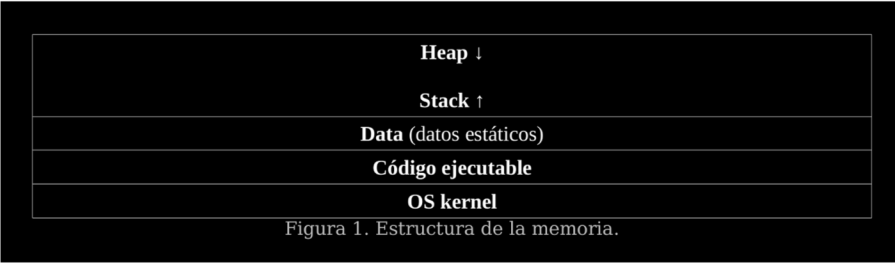 Heap ↓
Stack ↑
Data (datos estáticos)
Código ejecutable
OS kernel
Figura 1. Estructura de la memoria.